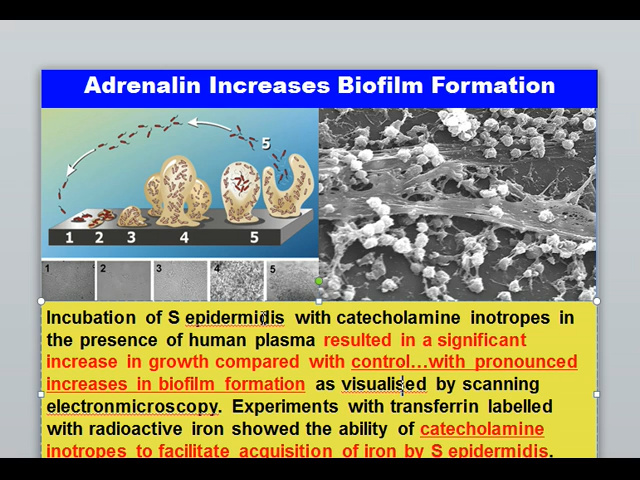 Adrenalin Increases Biofilm Formation
5
1 2 3 4 5
1 2 3 4 5
Incubation of S epidermidis with catecholamine inotropes in
the presence of human plasma resulted in a significant
increase in growth compared with control...with pronounced
increases in biofilm formation as visualised by scanning
electronmicroscopy. Experiments with transferrin labelled
with radioactive iron showed the ability of catecholamine
inotropes to facilitate acquisition of iron by S epidermidis.